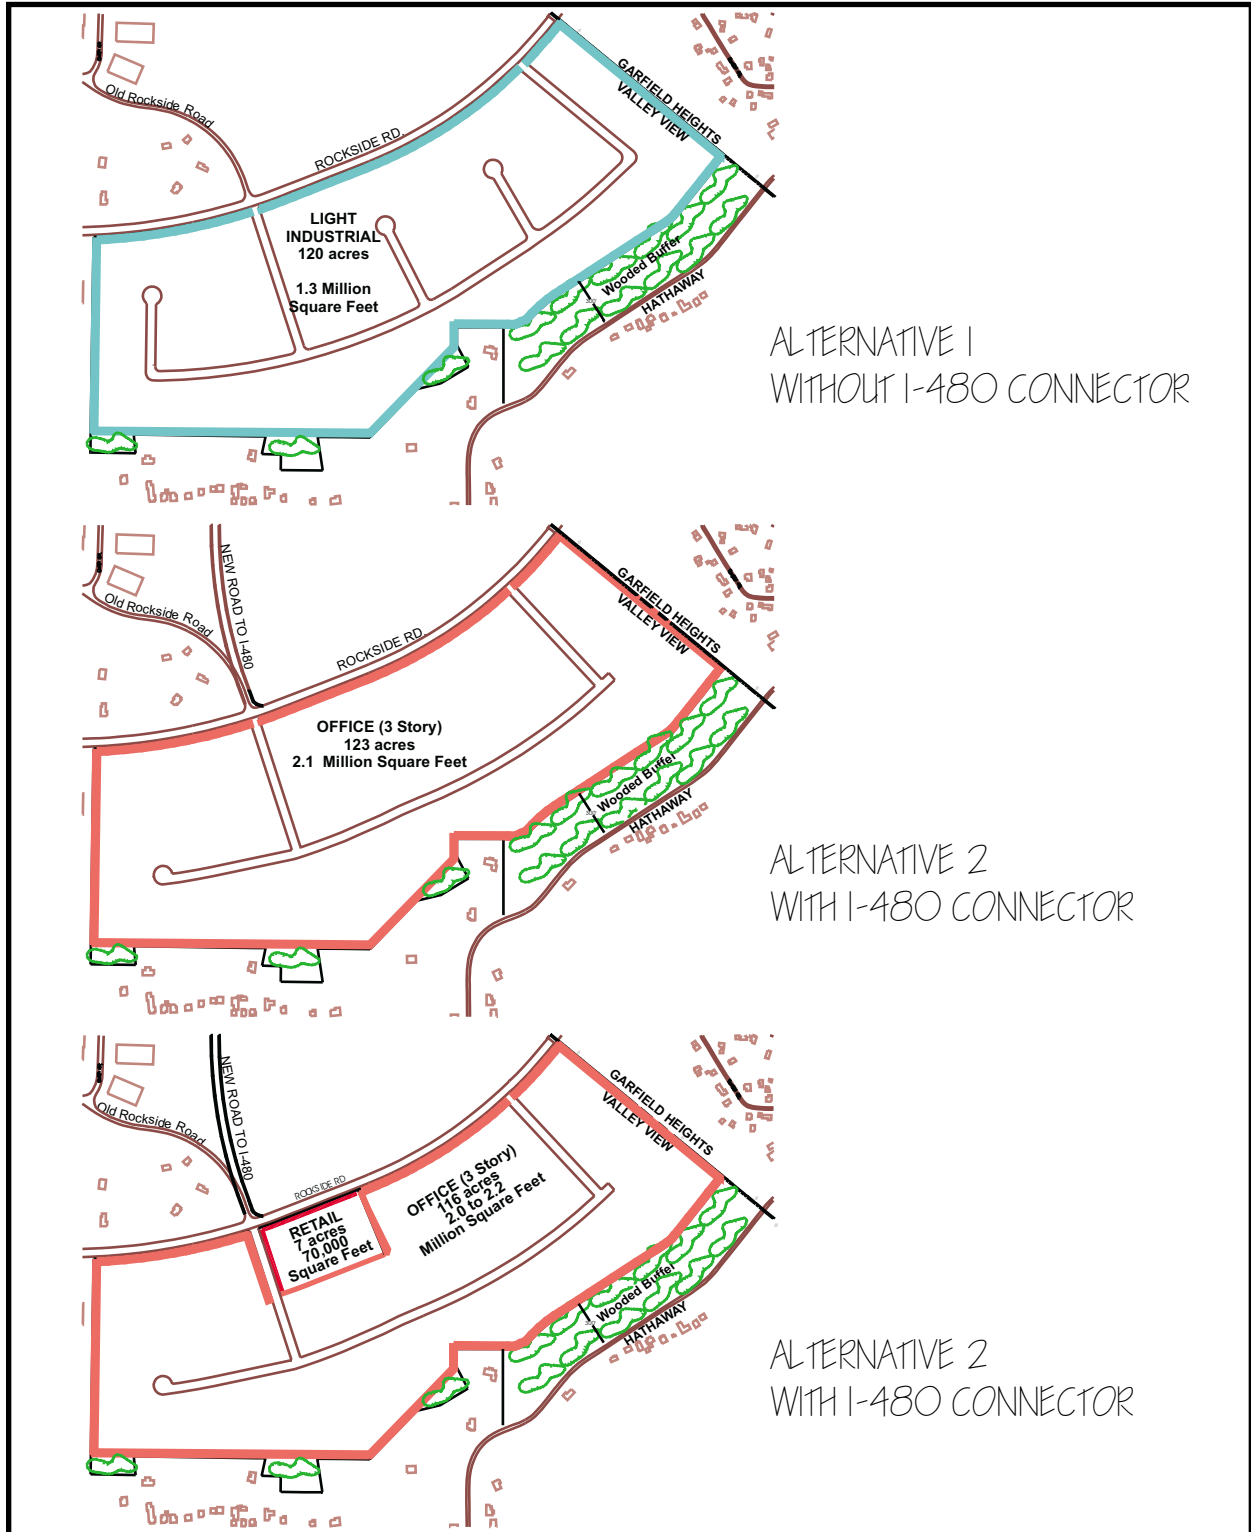 GARFIELD HEIGHTS
VALLEY VIEW
Old Rockside Road
ROCKSIDE RD.
LIGHT
INDUSTRIAL
120 acres
1.3 Million
Square Feet
Wooded Buffer
HATHAWAY
ALTERNATIVE 1
WITHOUT I-480 CONNECTOR
NEW ROAD TO I-480
GARFIELD HEIGHTS
VALLEY VIEW
Old Rockside Road
ROCKSIDE RD.
OFFICE (3 Story)
123 acres
2.1 Million Square Feet
Wooded Buffer
HATHAWAY
ALTERNATIVE 2
WITH I-480 CONNECTOR
NEW ROAD TO I-480
GARFIELD HEIGHTS
VALLEY VIEW
Old Rockside Road
ROCKSIDE RD
OFFICE (3 Story)
116 acres
2.0 to 2.2
Million Square Feet
RETAIL
7 acres
70,000
Square Feet
Wooded Buffer
HATHAWAY
ALTERNATIVE 2
WITH I-480 CONNECTOR